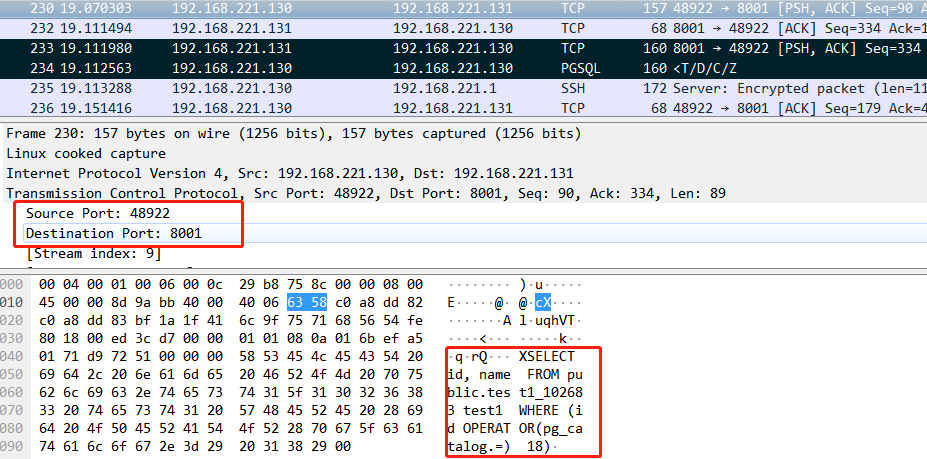 230 19.070303 192.168.221.130 192.168.221.131 TCP 157 48922 → 8001 [PSH, ACK] Seq=90 A
232 19.111494 192.168.221.131 192.168.221.130 TCP 68 8001 → 48922 [ACK] Seq=334 Ack=1
233 19.111980 192.168.221.131 192.168.221.130 TCP 160 8001 → 48922 [PSH, ACK] Seq=334
234 19.112563 192.168.221.130 192.168.221.130 PGSQL 160 <T/D/C/Z
235 19.113288 192.168.221.130 192.168.221.1 SSH 172 Server: Encrypted packet (len=11
236 19.151416 192.168.221.130 192.168.221.131 TCP 68 48922 → 8001 [ACK] Seq=179 Ack=4
Frame 230: 157 bytes on wire (1256 bits), 157 bytes captured (1256 bits)
Linux cooked capture
Internet Protocol Version 4, Src: 192.168.221.130, Dst: 192.168.221.131
Transmission Control Protocol, Src Port: 48922, Dst Port: 8001, Seq: 90, Ack: 334, Len: 89
Source Port: 48922
Destination Port: 8001
[Stream index: 9]
000 00 04 00 01 00 06 00 0c 29 b8 75 8c 00 00 08 00 ········ )·u·····
010 45 00 00 8d 9a bb 40 00 40 06 63 58 c0 a8 dd 82 E·····@· @·cX····
020 c0 a8 dd 83 bf 1a 1f 41 6c 9f 75 71 68 56 54 fe ·······A l·uqhVT·
030 80 18 00 ed 3c d7 00 00 01 01 08 0a 01 6b ef a5 ····<··· ·····k··
040 01 71 d9 72 51 00 00 00 58 53 45 4c 45 43 54 20 ·q·rQ··· XSELECT
050 69 64 2c 20 6e 61 6d 65 20 46 52 4f 4d 20 70 75 id, name FROM pu
060 62 6c 69 63 2e 74 65 73 74 31 5f 31 30 32 36 38 blic.tes t1_10268
070 33 20 74 65 73 74 31 20 57 48 45 52 45 20 28 69 3 test1 WHERE (i
080 64 20 4f 50 45 52 41 54 4f 52 28 70 67 5f 63 61 d OPERAT OR(pg_ca
090 74 61 6c 6f 67 2e 3d 29 20 31 38 29 00 talog.=) 18)·